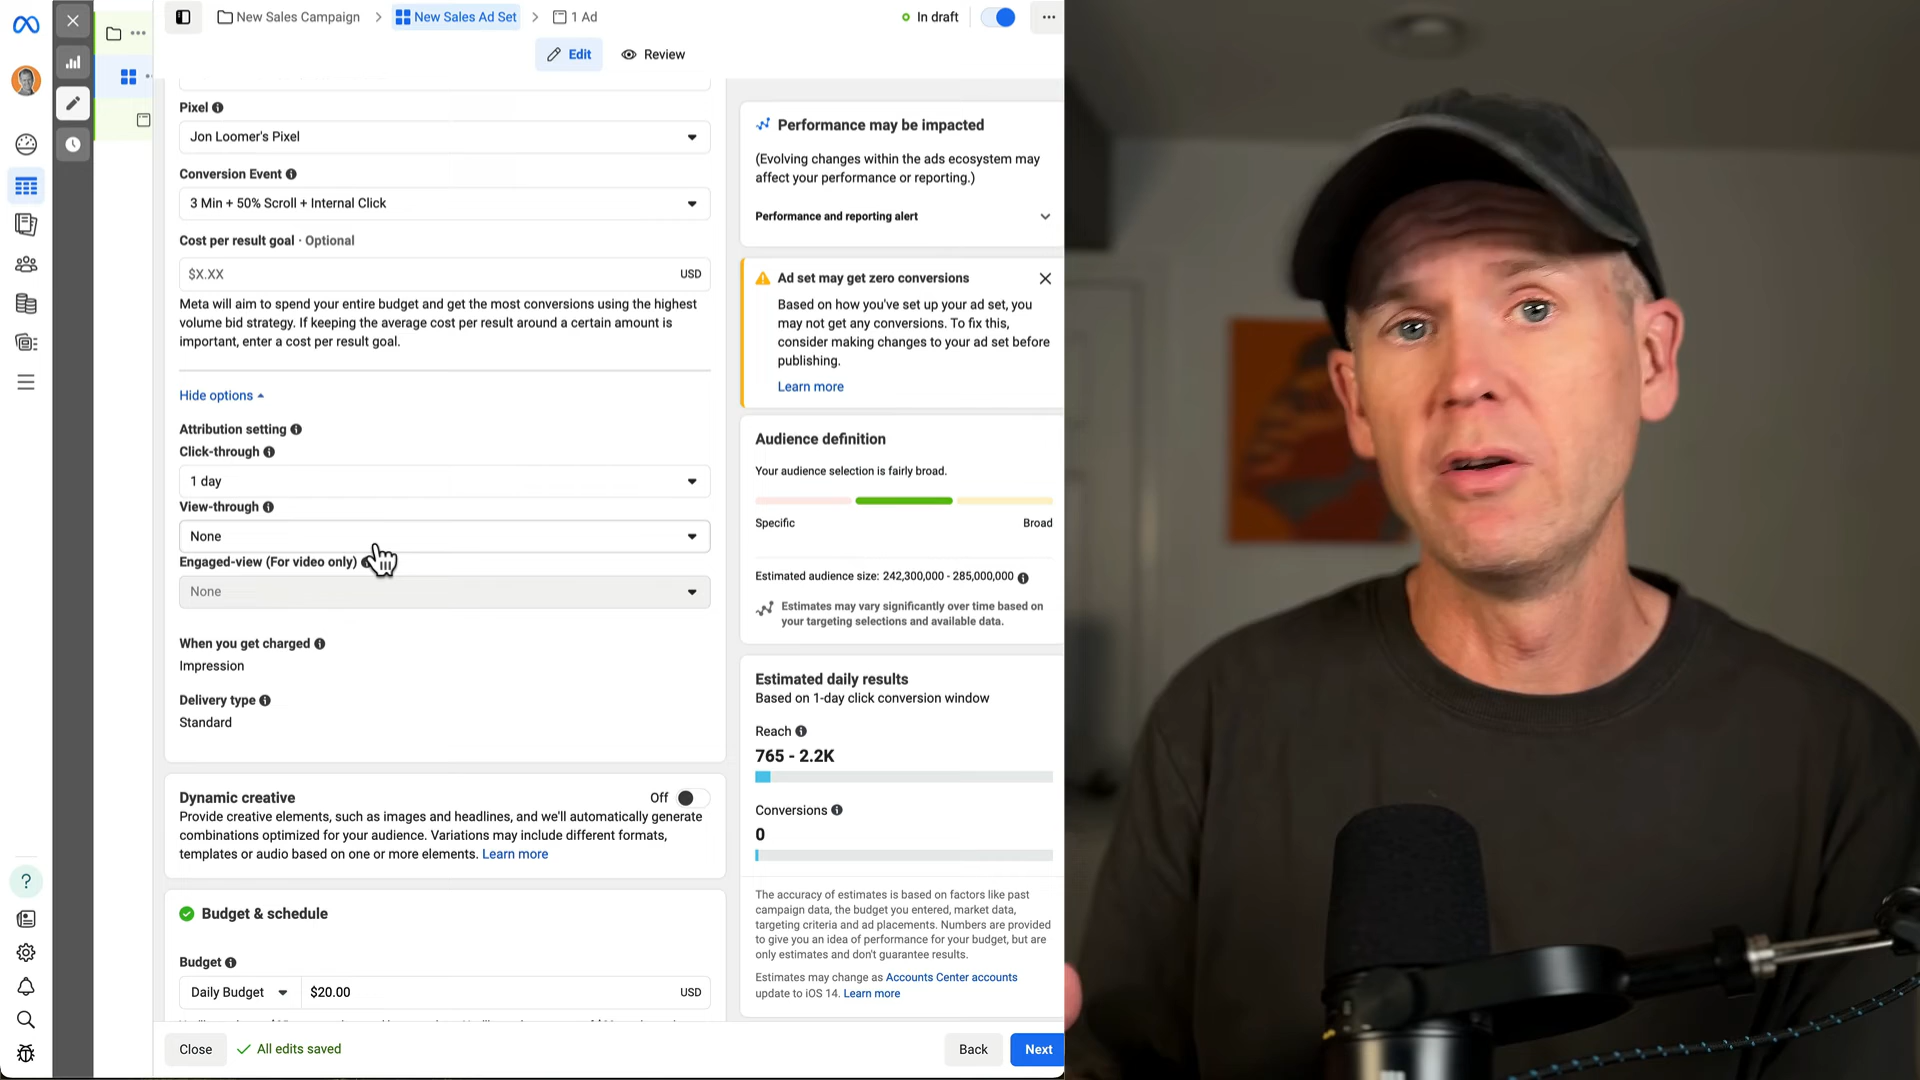 New Sales Campaign
New Sales Ad Set
1 Ad
In draft
Edit
Review
Pixel
Jon Loomer's Pixel
Conversion Event
3 Min + 50% Scroll + Internal Click
Cost per result goal · Optional
$X.XX
USD
Meta will aim to spend your entire budget and get the most conversions using the highest
volume bid strategy. If keeping the average cost per result around a certain amount is
important, enter a cost per result goal.
Hide options
Attribution setting
Click-through
1 day
View-through
None
Engaged-view (For video only)
None
When you get charged
Impression
Delivery type
Standard
Dynamic creative
Off
Provide creative elements, such as images and headlines, and we'll automatically generate
combinations optimized for your audience. Variations may include different formats,
templates or audio based on one or more elements. Learn more
Budget & schedule
Budget
Daily Budget
$20.00
USD
Close
All edits saved
Back
Next
Performance may be impacted
(Evolving changes within the ads ecosystem may
affect your performance or reporting.)
Performance and reporting alert
Ad set may get zero conversions
Based on how you've set up your ad set, you
may not get any conversions. To fix this,
consider making changes to your ad set before
publishing.
Learn more
Audience definition
Your audience selection is fairly broad.
Specific
Broad
Estimated audience size: 242,300,000 - 285,000,000
Estimates may vary significantly over time based on
your targeting selections and available data.
Estimated daily results
Based on 1-day click conversion window
Reach
765 - 2.2K
Conversions
0
The accuracy of estimates is based on factors like past
campaign data, the budget you entered, market data,
targeting criteria and ad placements. Numbers are provided
to give you an idea of performance for your budget, but are
only estimates and don't guarantee results.
Estimates may change as Accounts Center accounts
update to iOS 14. Learn more